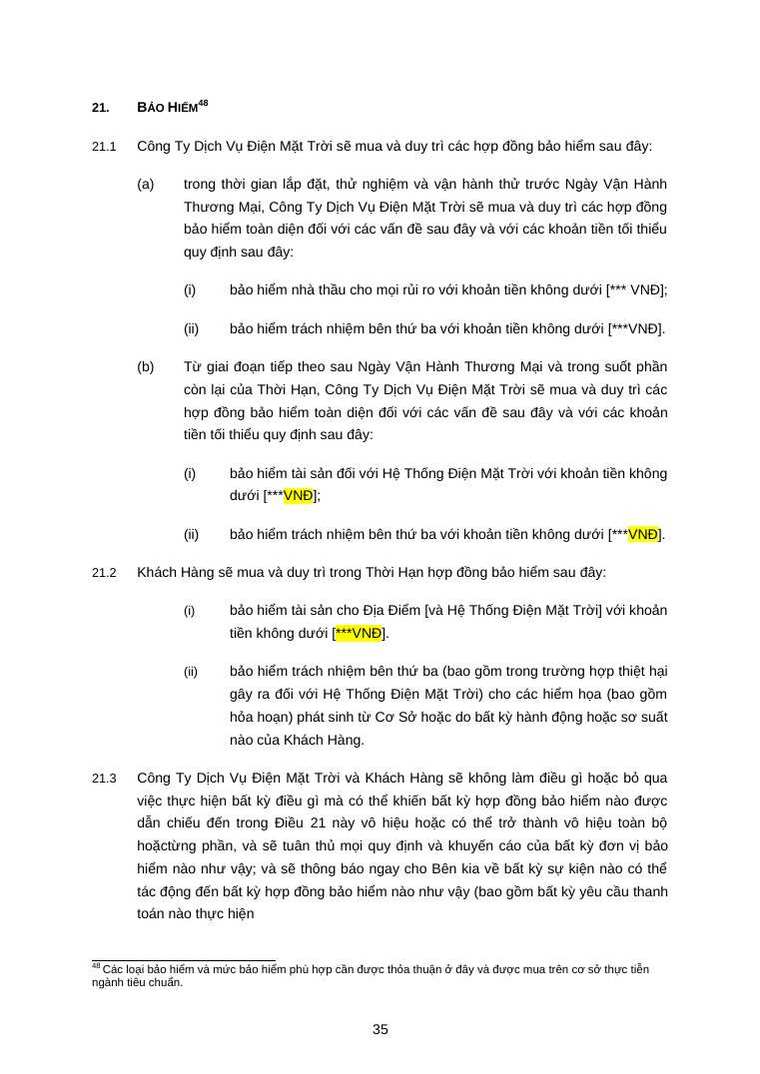 21. BẢO HIỂM48
21.1 Công Ty Dịch Vụ Điện Mặt Trời sẽ mua và duy trì các hợp đồng bảo hiểm sau đây:
(a) trong thời gian lắp đặt, thử nghiệm và vận hành thử trước Ngày Vận Hành
Thương Mại, Công Ty Dịch Vụ Điện Mặt Trời sẽ mua và duy trì các hợp đồng
bảo hiểm toàn diện đối với các vấn đề sau đây và với các khoản tiền tối thiểu
quy định sau đây:
(i) bảo hiểm nhà thầu cho mọi rủi ro với khoản tiền không dưới [*** VNĐ];
(ii) bảo hiểm trách nhiệm bên thứ ba với khoản tiền không dưới [***VNĐ].
(b) Từ giai đoạn tiếp theo sau Ngày Vận Hành Thương Mại và trong suốt phần
còn lại của Thời Hạn, Công Ty Dịch Vụ Điện Mặt Trời sẽ mua và duy trì các
hợp đồng bảo hiểm toàn diện đối với các vấn đề sau đây và với các khoản
tiền tối thiểu quy định sau đây:
(i) bảo hiểm tài sản đối với Hệ Thống Điện Mặt Trời với khoản tiền không
dưới [***VNĐ];
(ii) bảo hiểm trách nhiệm bên thứ ba với khoản tiền không dưới [***VNĐ].
21.2 Khách Hàng sẽ mua và duy trì trong Thời Hạn hợp đồng bảo hiểm sau đây:
(i) bảo hiểm tài sản cho Địa Điểm [và Hệ Thống Điện Mặt Trời] với khoản
tiền không dưới [***VNĐ].
(ii) bảo hiểm trách nhiệm bên thứ ba (bao gồm trong trường hợp thiệt hại
gây ra đối với Hệ Thống Điện Mặt Trời) cho các hiểm họa (bao gồm
hỏa hoạn) phát sinh từ Cơ Sở hoặc do bất kỳ hành động hoặc sơ suất
nào của Khách Hàng.
21.3 Công Ty Dịch Vụ Điện Mặt Trời và Khách Hàng sẽ không làm điều gì hoặc bỏ qua
việc thực hiện bất kỳ điều gì mà có thể khiến bất kỳ hợp đồng bảo hiểm nào được
dẫn chiếu đến trong Điều 21 này vô hiệu hoặc có thể trở thành vô hiệu toàn bộ
hoặctừng phần, và sẽ tuân thủ mọi quy định và khuyến cáo của bất kỳ đơn vị bảo
hiểm nào như vậy; và sẽ thông báo ngay cho Bên kia về bất kỳ sự kiện nào có thể
tác động đến bất kỳ hợp đồng bảo hiểm nào như vậy (bao gồm bất kỳ yêu cầu thanh
toán nào thực hiện
48 Các loại bảo hiểm và mức bảo hiểm phù hợp cần được thỏa thuận ở đây và được mua trên cơ sở thực tiễn
ngành tiêu chuẩn.
35